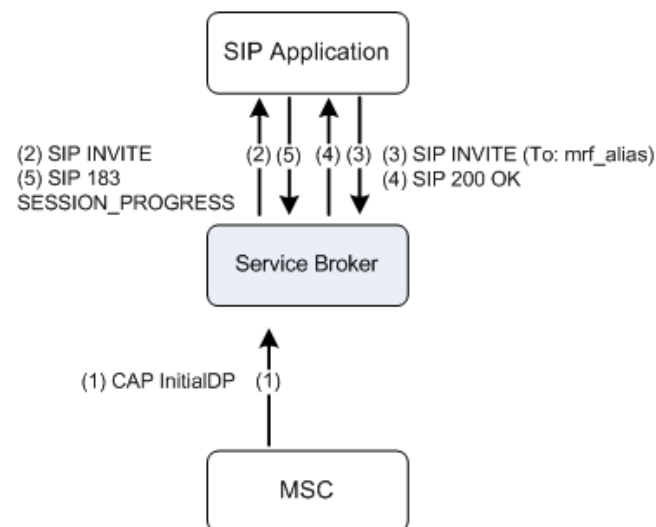 SIP Application
(2) SIP INVITE
(5) SIP 183
SESSION_PROGRESS
(2) (5) (4) (3)
(3) SIP INVITE (To: mrf_alias)
(4) SIP 200 OK
Service Broker
(1) CAP InitialDP (1)
MSC